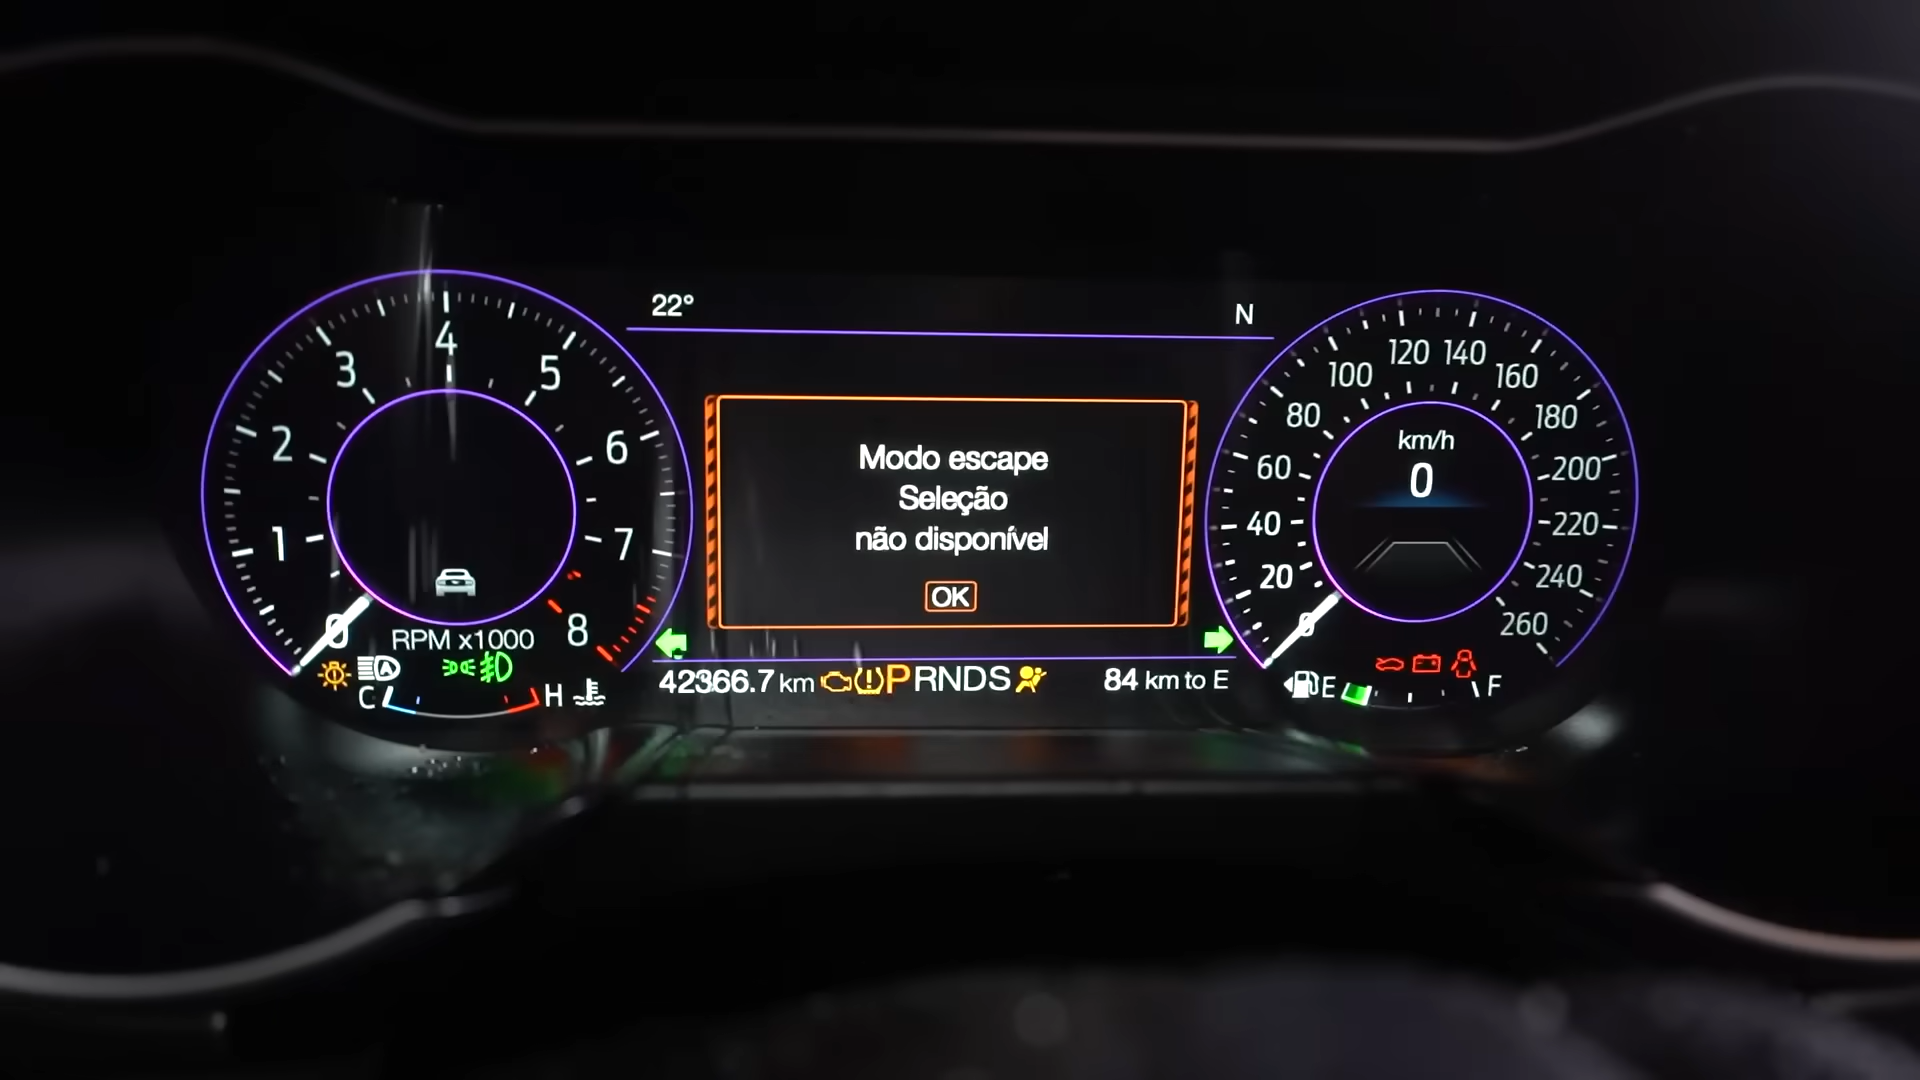 22°
N
0
1
2
3
4
5
6
7
8
RPM x1000
C
H
Modo escape
Seleção
não disponível
OK
km/h
0
20
40
60
80
100
120
140
160
180
200
220
240
260
42366.7 km
PRNDS
84 km to E
E
F